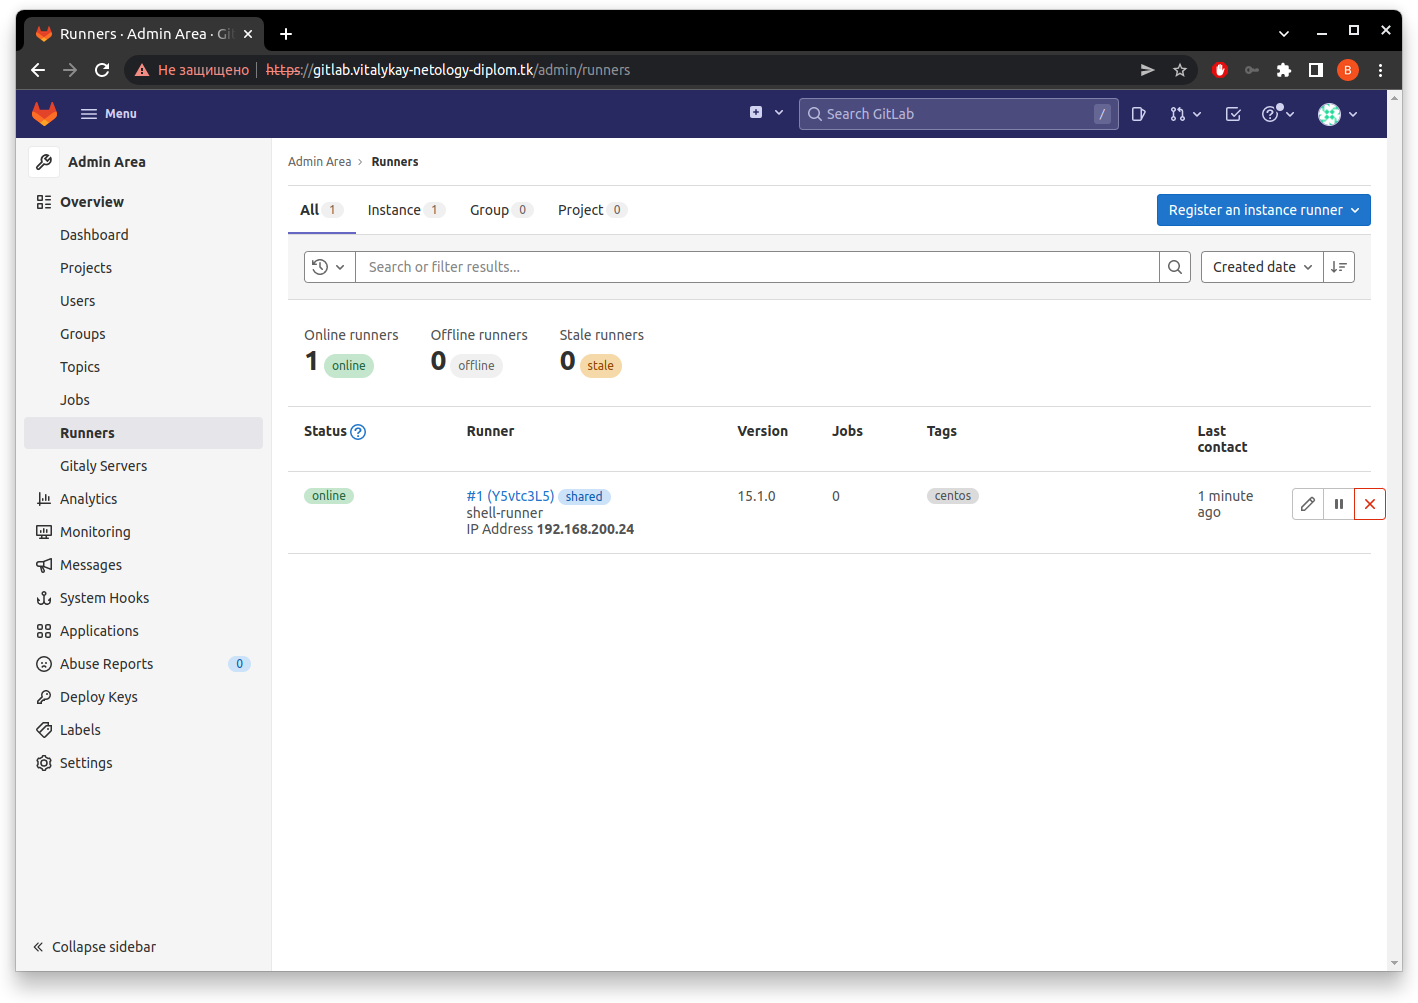 Runners · Admin Area · Gi
Не защищено https://gitlab.vitalykay-netology-diplom.tk/admin/runners
B
Menu
Search GitLab /
Admin Area
Overview
Dashboard
Projects
Users
Groups
Topics
Jobs
Runners
Gitaly Servers
Analytics
Monitoring
Messages
System Hooks
Applications
Abuse Reports 0
Deploy Keys
Labels
Settings
Collapse sidebar
Admin Area › Runners
All 1 Instance 1 Group 0 Project 0
Register an instance runner
Search or filter results...
Created date
Online runners Offline runners Stale runners
1 online 0 offline 0 stale
Status Runner Version Jobs Tags Last contact
online #1 (Y5vtc3L5) shared 15.1.0 0 centos 1 minute ago
shell-runner
IP Address 192.168.200.24